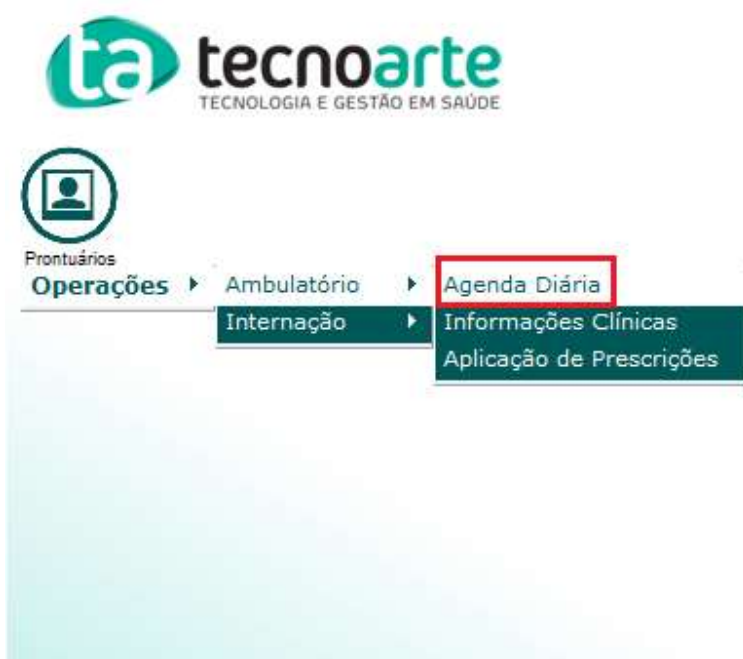 ta tecnoarte
TECNOLOGIA E GESTÃO EM SAÚDE
Prontuários
Operações Ambulatório Agenda Diária
Internação Informações Clínicas
Aplicação de Prescrições